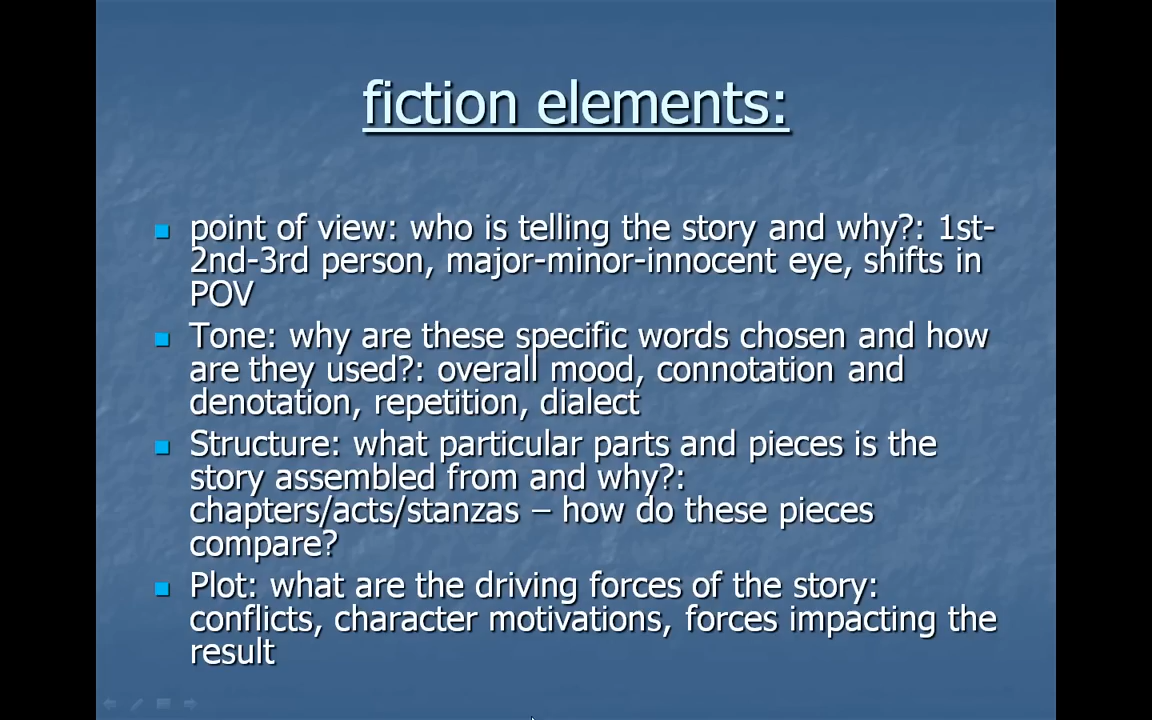 fiction elements:
point of view: who is telling the story and why?: 1st-
2nd-3rd person, major-minor-innocent eye, shifts in
POV
Tone: why are these specific words chosen and how
are they used?: overall mood, connotation and
denotation, repetition, dialect
Structure: what particular parts and pieces is the
story assembled from and why?:
chapters/acts/stanzas – how do these pieces
compare?
Plot: what are the driving forces of the story:
conflicts, character motivations, forces impacting the
result